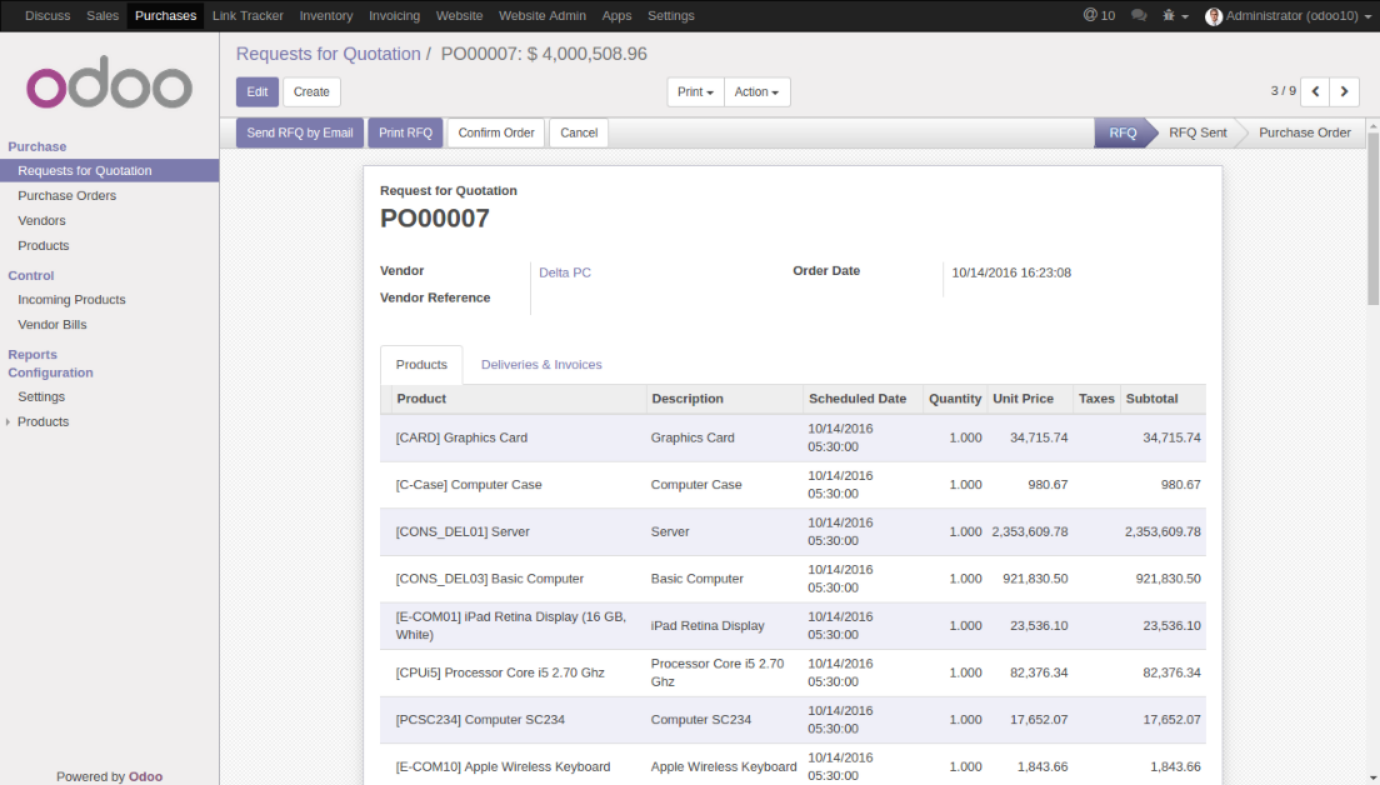 Discuss Sales Purchases Link Tracker Inventory Invoicing Website Website Admin Apps Settings @ 10 Administrator (odoo10)
odoo
Purchase
Requests for Quotation
Purchase Orders
Vendors
Products
Control
Incoming Products
Vendor Bills
Reports
Configuration
Settings
Products
Powered by Odoo
Requests for Quotation / PO00007: $ 4,000,508.96
Edit Create Print Action 3 / 9
Send RFQ by Email Print RFQ Confirm Order Cancel RFQ RFQ Sent Purchase Order
Request for Quotation
PO00007
Vendor Delta PC Order Date 10/14/2016 16:23:08
Vendor Reference
Products Deliveries & Invoices
Product Description Scheduled Date Quantity Unit Price Taxes Subtotal
[CARD] Graphics Card Graphics Card 10/14/2016 1.000 34,715.74 34,715.74
05:30:00
[C-Case] Computer Case Computer Case 10/14/2016 1.000 980.67 980.67
05:30:00
[CONS_DEL01] Server Server 10/14/2016 1.000 2,353,609.78 2,353,609.78
05:30:00
[CONS_DEL03] Basic Computer Basic Computer 10/14/2016 1.000 921,830.50 921,830.50
05:30:00
[E-COM01] iPad Retina Display (16 GB, iPad Retina Display 10/14/2016 1.000 23,536.10 23,536.10
White) 05:30:00
[CPUi5] Processor Core i5 2.70 Ghz Processor Core i5 2.70 10/14/2016 1.000 82,376.34 82,376.34
Ghz 05:30:00
[PCSC234] Computer SC234 Computer SC234 10/14/2016 1.000 17,652.07 17,652.07
05:30:00
[E-COM10] Apple Wireless Keyboard Apple Wireless Keyboard 10/14/2016 1.000 1,843.66 1,843.66
05:30:00